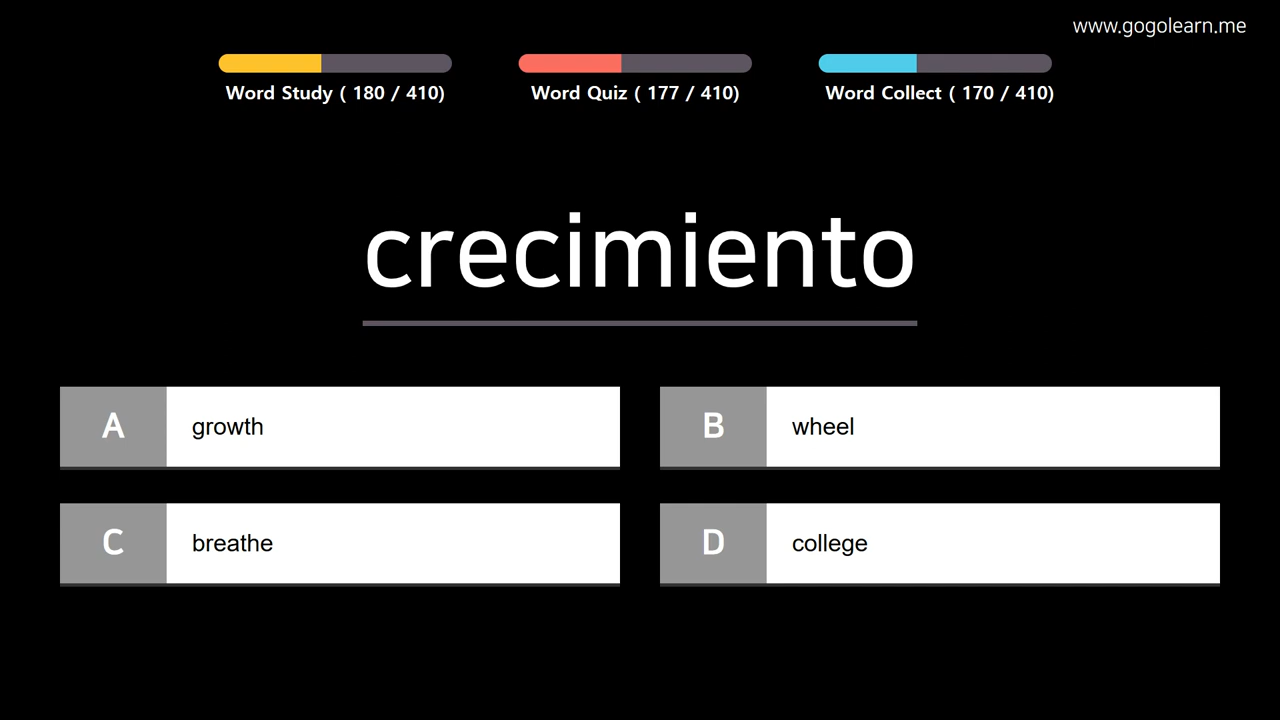 www.gogolearn.me
Word Study ( 180 / 410)
Word Quiz ( 177 / 410)
Word Collect ( 170 / 410)
crecimiento
A growth
B wheel
C breathe
D college